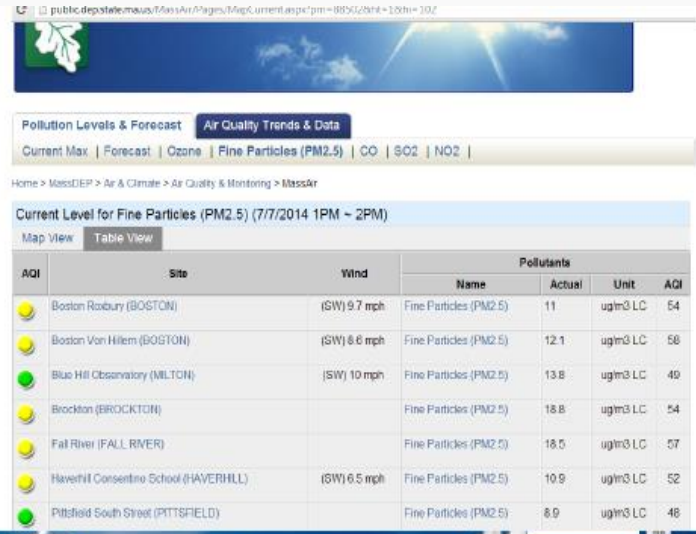 public.dep.state.ma.us/MassAir/Pages/MapCurrent.aspx?pm=88502&ht=1&hi=102
Pollution Levels & Forecast Air Quality Trends & Data
Current Max | Forecast | Ozone | Fine Particles (PM2.5) | CO | SO2 | NO2 |
Home > MassDEP > Air & Climate > Air Quality & Monitoring > MassAir
Current Level for Fine Particles (PM2.5) (7/7/2014 1PM ~ 2PM)
Map View Table View
AQI Site Wind Pollutants
Name Actual Unit AQI
Boston Roxbury (BOSTON) (SW) 9.7 mph Fine Particles (PM2.5) 11 ug/m3 LC 54
Boston Von Hillern (BOSTON) (SW) 8.6 mph Fine Particles (PM2.5) 12.1 ug/m3 LC 58
Blue Hill Observatory (MILTON) (SW) 10 mph Fine Particles (PM2.5) 13.8 ug/m3 LC 49
Brockton (BROCKTON) Fine Particles (PM2.5) 18.8 ug/m3 LC 54
Fall River (FALL RIVER) Fine Particles (PM2.5) 18.5 ug/m3 LC 57
Haverhill Consentino School (HAVERHILL) (SW) 6.5 mph Fine Particles (PM2.5) 10.9 ug/m3 LC 52
Pittsfield South Street (PITTSFIELD) Fine Particles (PM2.5) 8.9 ug/m3 LC 48